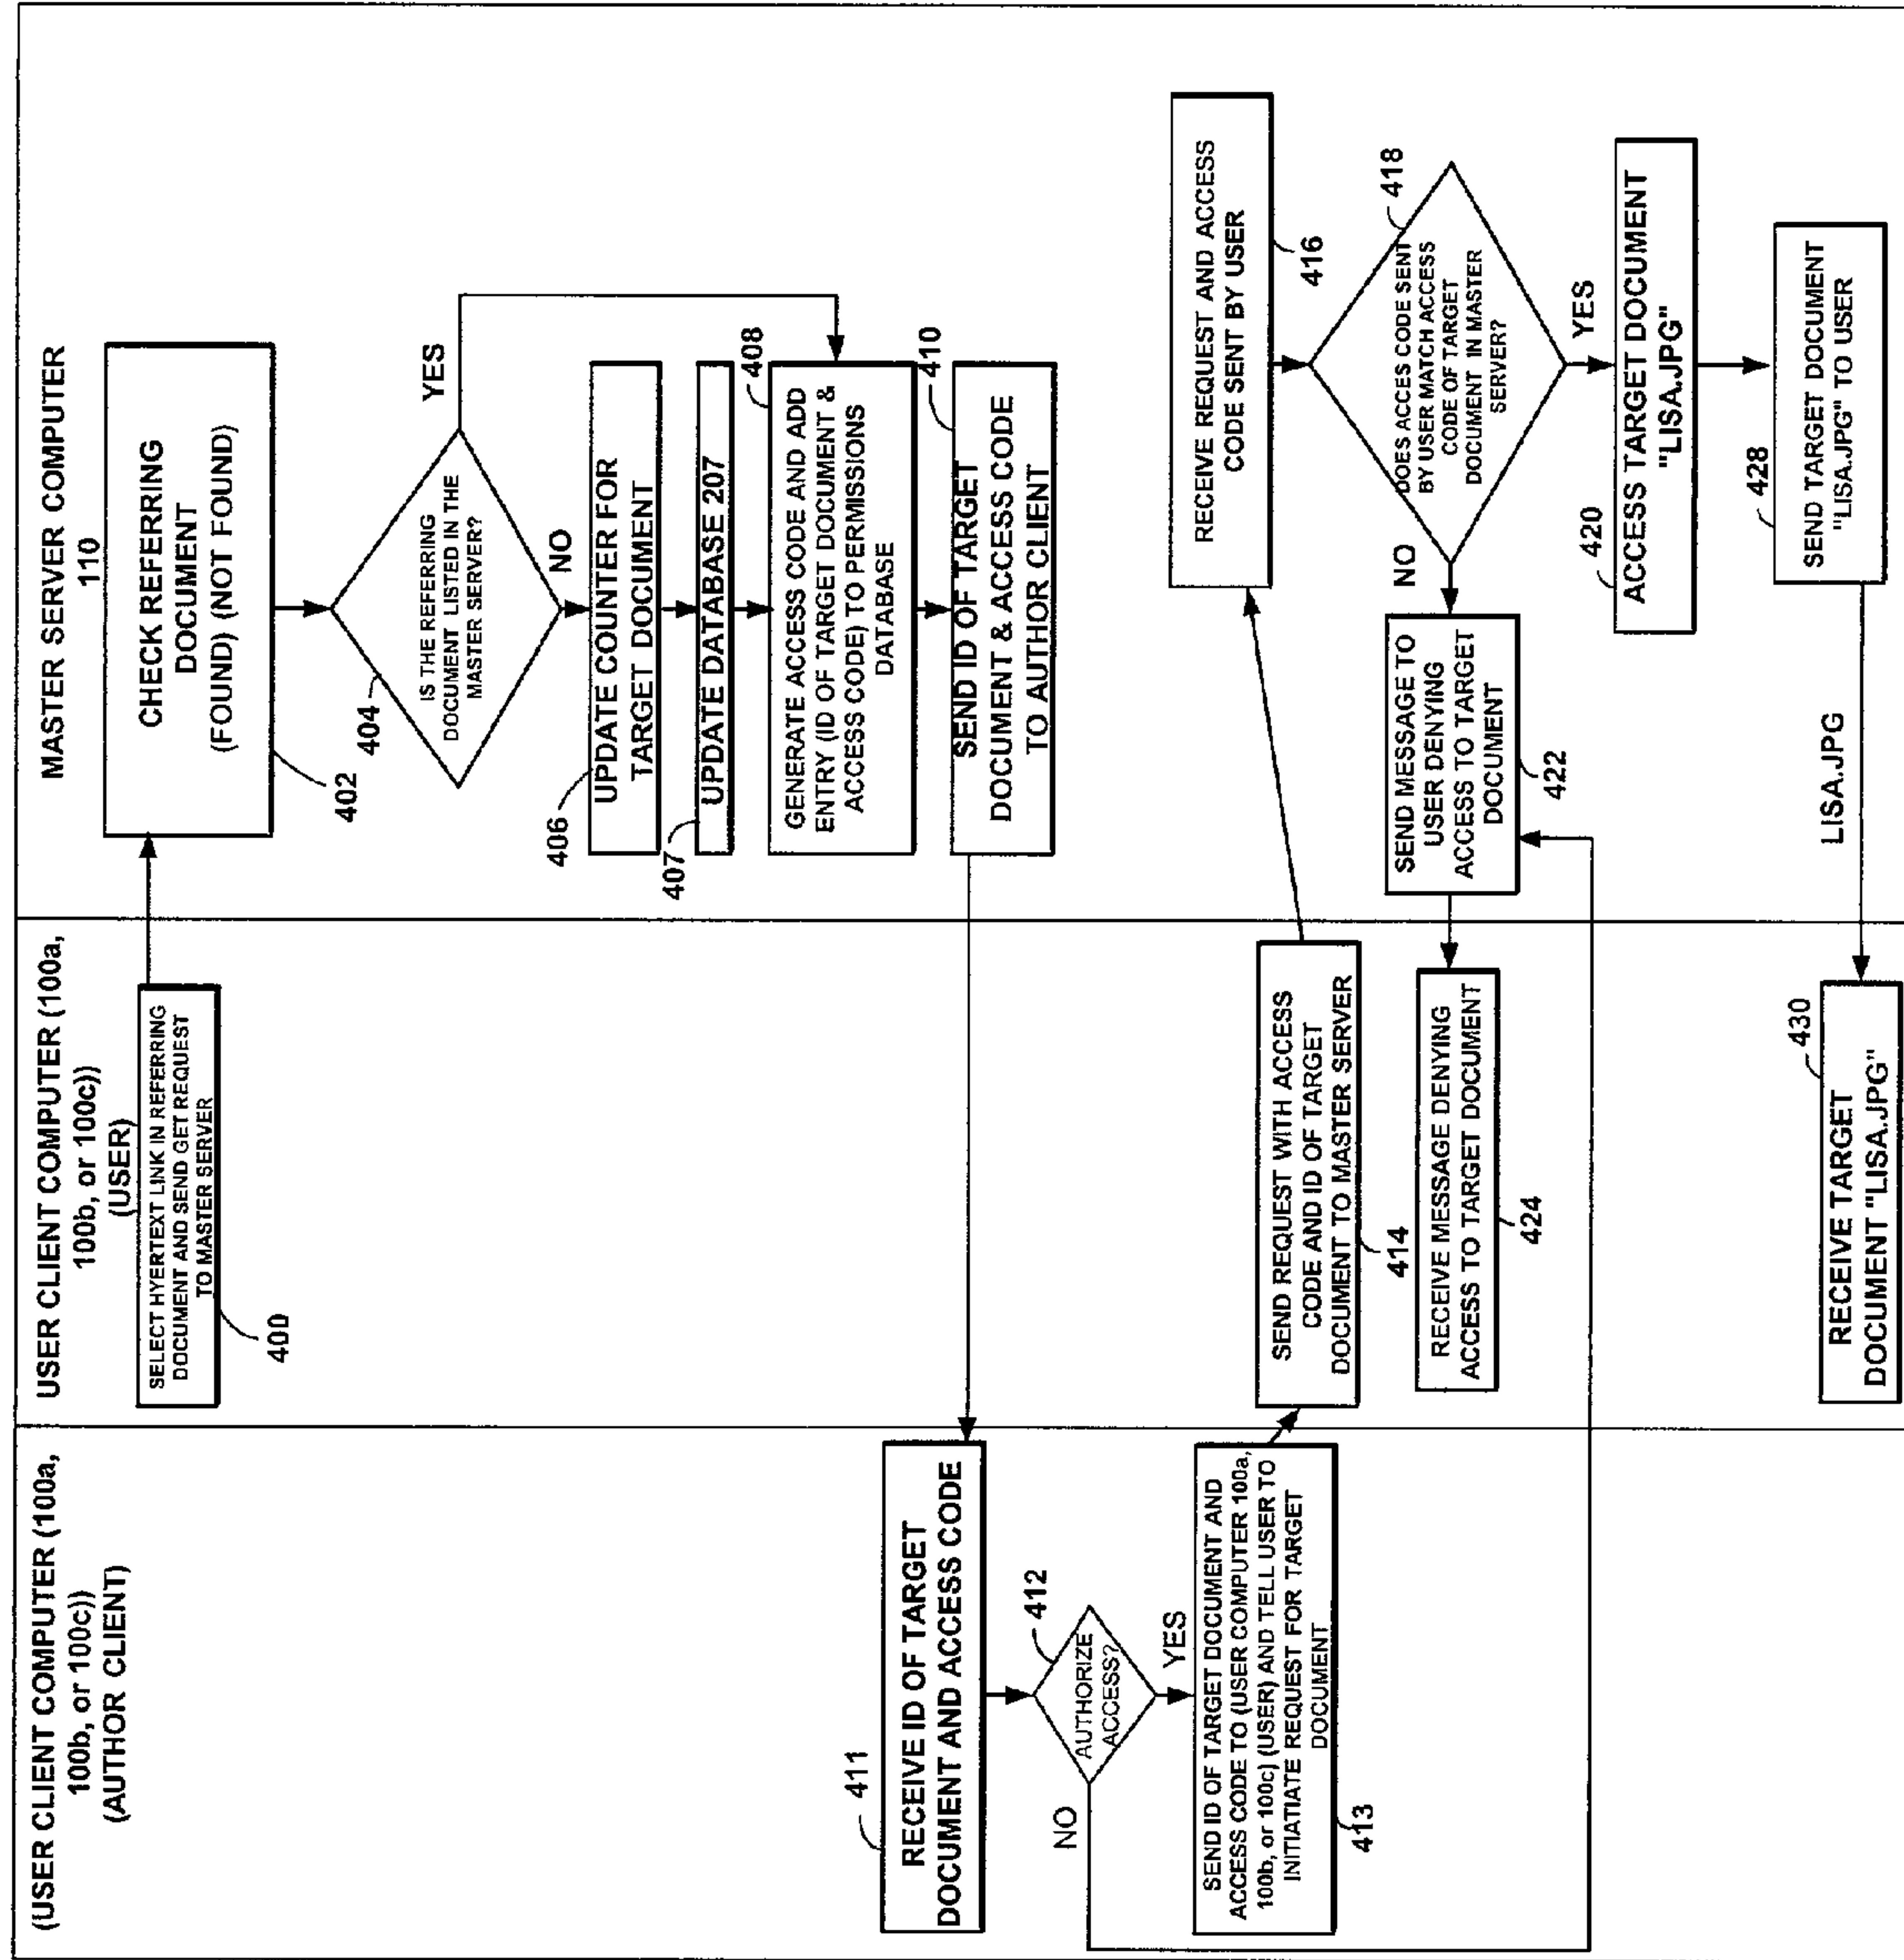 (USER CLIENT COMPUTER (100a,
100b, or 100c))
(AUTHOR CLIENT)
USER CLIENT COMPUTER (100a,
100b, or 100c))
(USER)
MASTER SERVER COMPUTER
110
SELECT HYERTEXT LINK IN REFERRING
DOCUMENT AND SEND GET REQUEST
TO MASTER SERVER
400
CHECK REFERRING
DOCUMENT
(FOUND) (NOT FOUND)
402
404
IS THE REFERRING
DOCUMENT LISTED IN THE
MASTER SERVER?
YES
NO
406
UPDATE COUNTER FOR
TARGET DOCUMENT
407
UPDATE DATABASE 207
408
GENERATE ACCESS CODE AND ADD
ENTRY (ID OF TARGET DOCUMENT &
ACCESS CODE) TO PERMISSIONS
DATABASE
410
SEND ID OF TARGET
DOCUMENT & ACCESS CODE
TO AUTHOR CLIENT
411
RECEIVE ID OF TARGET
DOCUMENT AND ACCESS CODE
412
AUTHORIZE
ACCESS?
NO
YES
SEND ID OF TARGET DOCUMENT AND
ACCESS CODE TO (USER COMPUTER 100a,
100b, or 100c) (USER) AND TELL USER TO
INITIATE REQUEST FOR TARGET
DOCUMENT
413
SEND REQUEST WITH ACCESS
CODE AND ID OF TARGET
DOCUMENT TO MASTER SERVER
414
RECEIVE REQUEST AND ACCESS
CODE SENT BY USER
416
418
DOES ACCES CODE SENT
BY USER MATCH ACCESS
CODE OF TARGET
DOCUMENT IN MASTER
SERVER?
NO
YES
SEND MESSAGE TO
USER DENYING
ACCESS TO TARGET
DOCUMENT
422
RECEIVE MESSAGE DENYING
ACCESS TO TARGET DOCUMENT
424
420
ACCESS TARGET DOCUMENT
"LISA.JPG"
428
SEND TARGET DOCUMENT
"LISA.JPG" TO USER
LISA.JPG
430
RECEIVE TARGET
DOCUMENT "LISA.JPG"